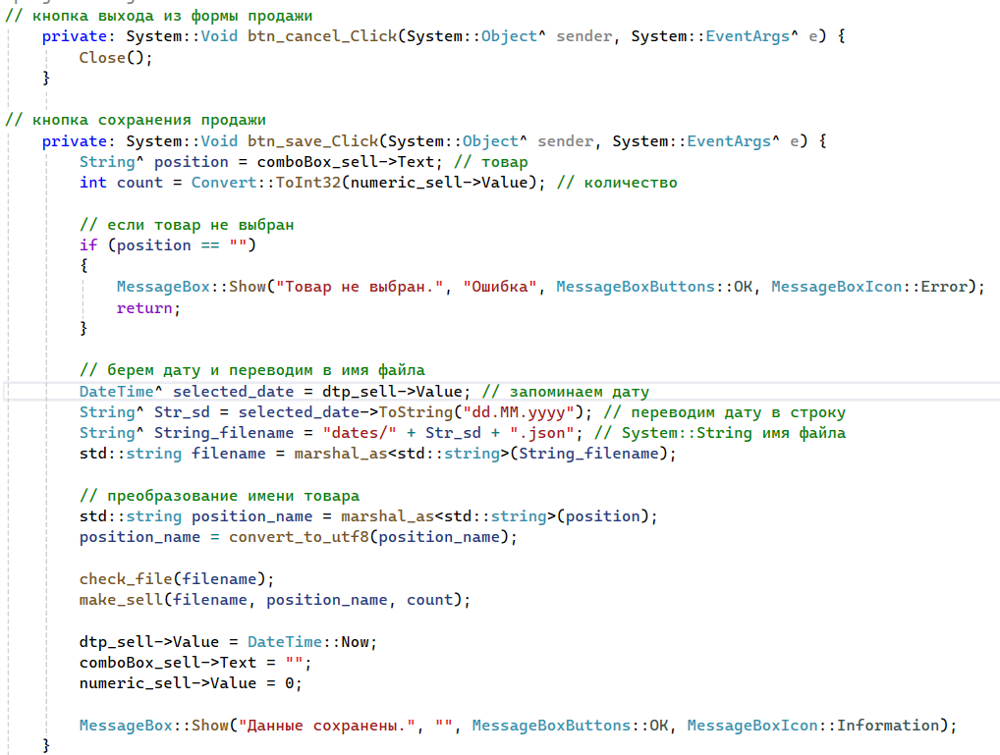 // кнопка выхода из формы продажи
private: System::Void btn_cancel_Click(System::Object^ sender, System::EventArgs^ e) {
Close();
}
// кнопка сохранения продажи
private: System::Void btn_save_Click(System::Object^ sender, System::EventArgs^ e) {
String^ position = comboBox_sell->Text; // товар
int count = Convert::ToInt32(numeric_sell->Value); // количество
// если товар не выбран
if (position == "")
{
MessageBox::Show("Товар не выбран.", "Ошибка", MessageBoxButtons::OK, MessageBoxIcon::Error);
return;
}
// берем дату и переводим в имя файла
DateTime^ selected_date = dtp_sell->Value; // запоминаем дату
String^ Str_sd = selected_date->ToString("dd.MM.yyyy"); // переводим дату в строку
String^ String_filename = "dates/" + Str_sd + ".json"; // System::String имя файла
std::string filename = marshal_as<std::string>(String_filename);
// преобразование имени товара
std::string position_name = marshal_as<std::string>(position);
position_name = convert_to_utf8(position_name);
check_file(filename);
make_sell(filename, position_name, count);
dtp_sell->Value = DateTime::Now;
comboBox_sell->Text = "";
numeric_sell->Value = 0;
MessageBox::Show("Данные сохранены.", "", MessageBoxButtons::OK, MessageBoxIcon::Information);
}